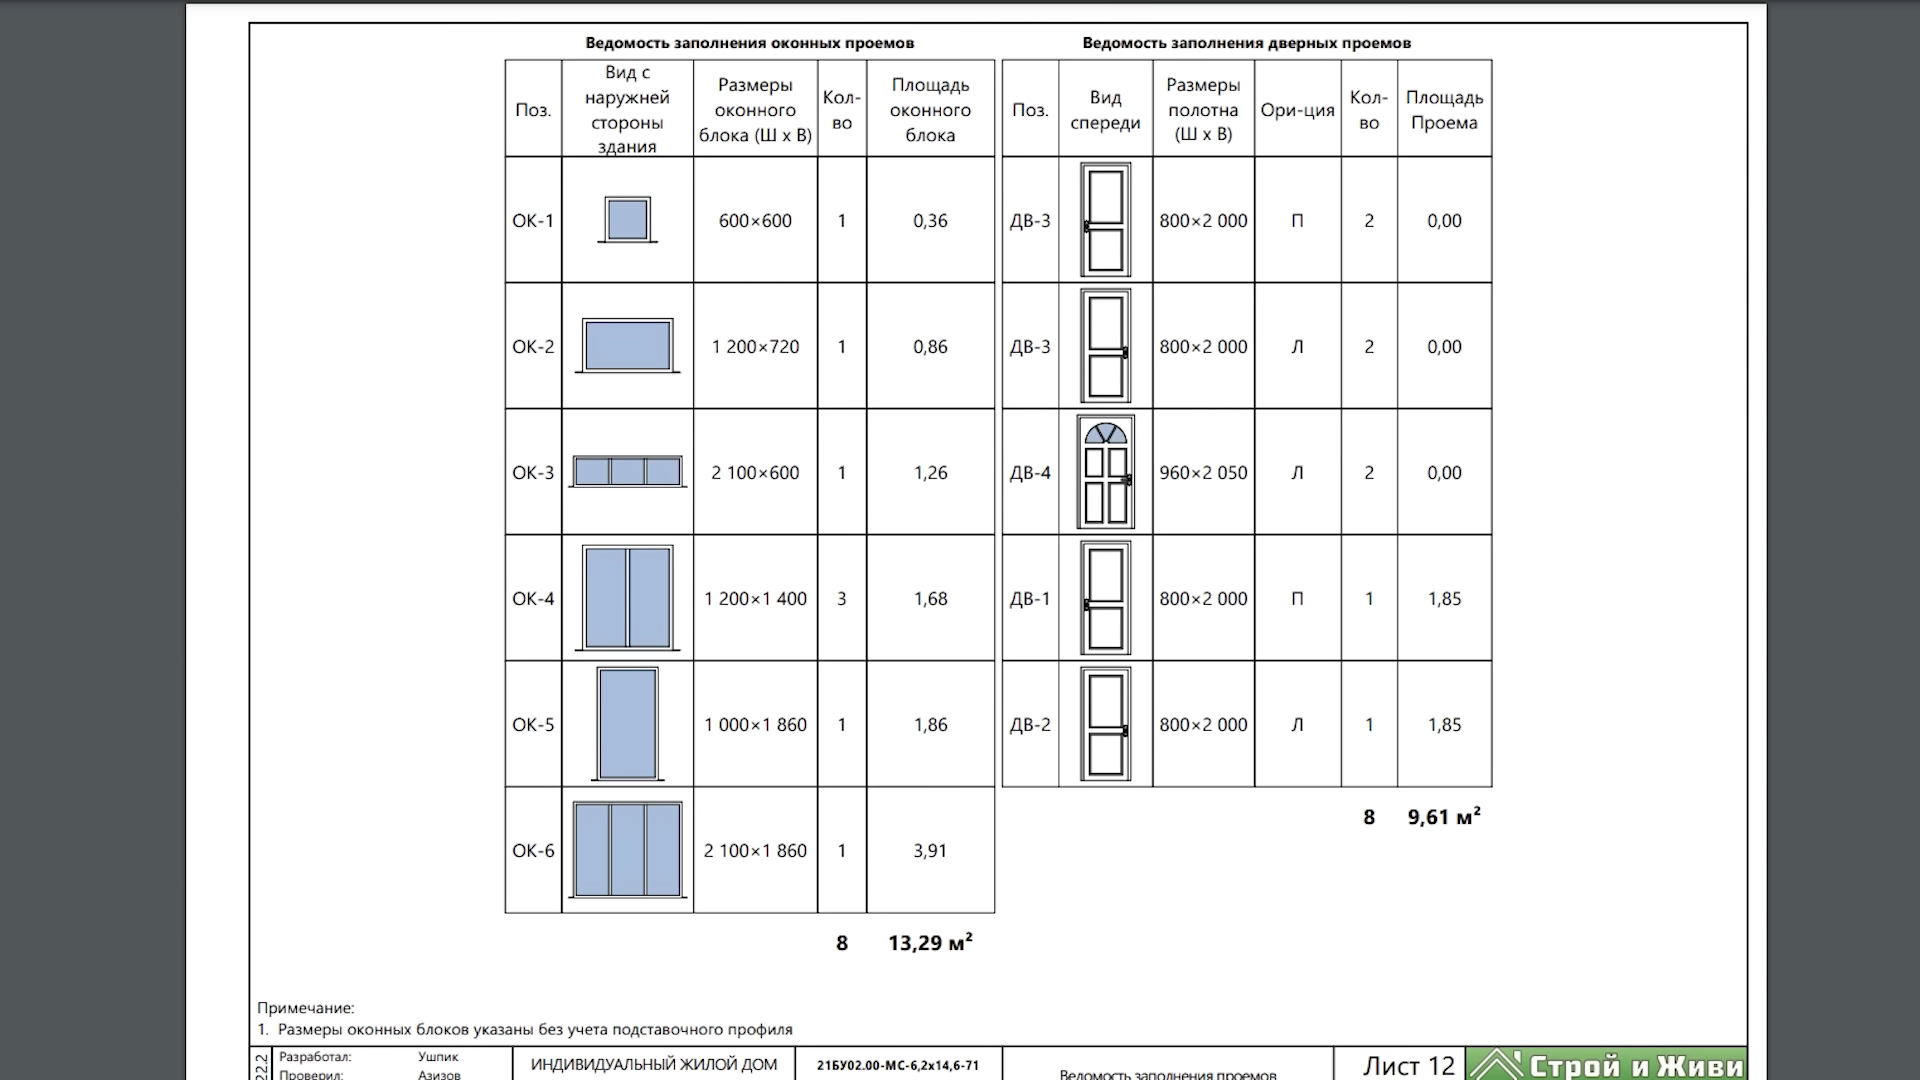 Ведомость заполнения оконных проемов
Поз. Вид с наружней стороны здания Размеры оконного блока (Ш х В) Кол-во Площадь оконного блока
ОК-1 600×600 1 0,36
ОК-2 1 200×720 1 0,86
ОК-3 2 100×600 1 1,26
ОК-4 1 200×1 400 3 1,68
ОК-5 1 000×1 860 1 1,86
ОК-6 2 100×1 860 1 3,91
8 13,29 м²
Ведомость заполнения дверных проемов
Поз. Вид спереди Размеры полотна (Ш х В) Ори-ция Кол-во Площадь Проема
ДВ-3 800×2 000 П 2 0,00
ДВ-3 800×2 000 Л 2 0,00
ДВ-4 960×2 050 Л 2 0,00
ДВ-1 800×2 000 П 1 1,85
ДВ-2 800×2 000 Л 1 1,85
8 9,61 м²
Примечание:
1. Размеры оконных блоков указаны без учета подставочного профиля
Разработал: Ушпик
Проверил: Азизов
ИНДИВИДУАЛЬНЫЙ ЖИЛОЙ ДОМ
21БУ02.00-МС-6,2х14,6-71
Ведомость заполнения проемов
Лист 12
Строй и Живи